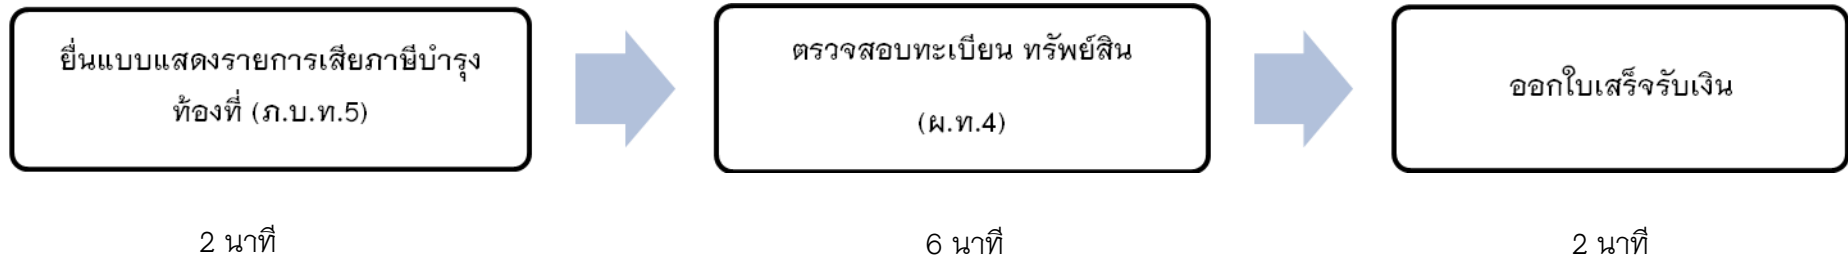 ยื่นแบบแสดงรายการเสียภาษีบำรุง
ท้องที่ (ภ.บ.ท.5)
ตรวจสอบทะเบียน ทรัพย์สิน
(ผ.ท.4)
ออกใบเสร็จรับเงิน
2 นาที
6 นาที
2 นาที